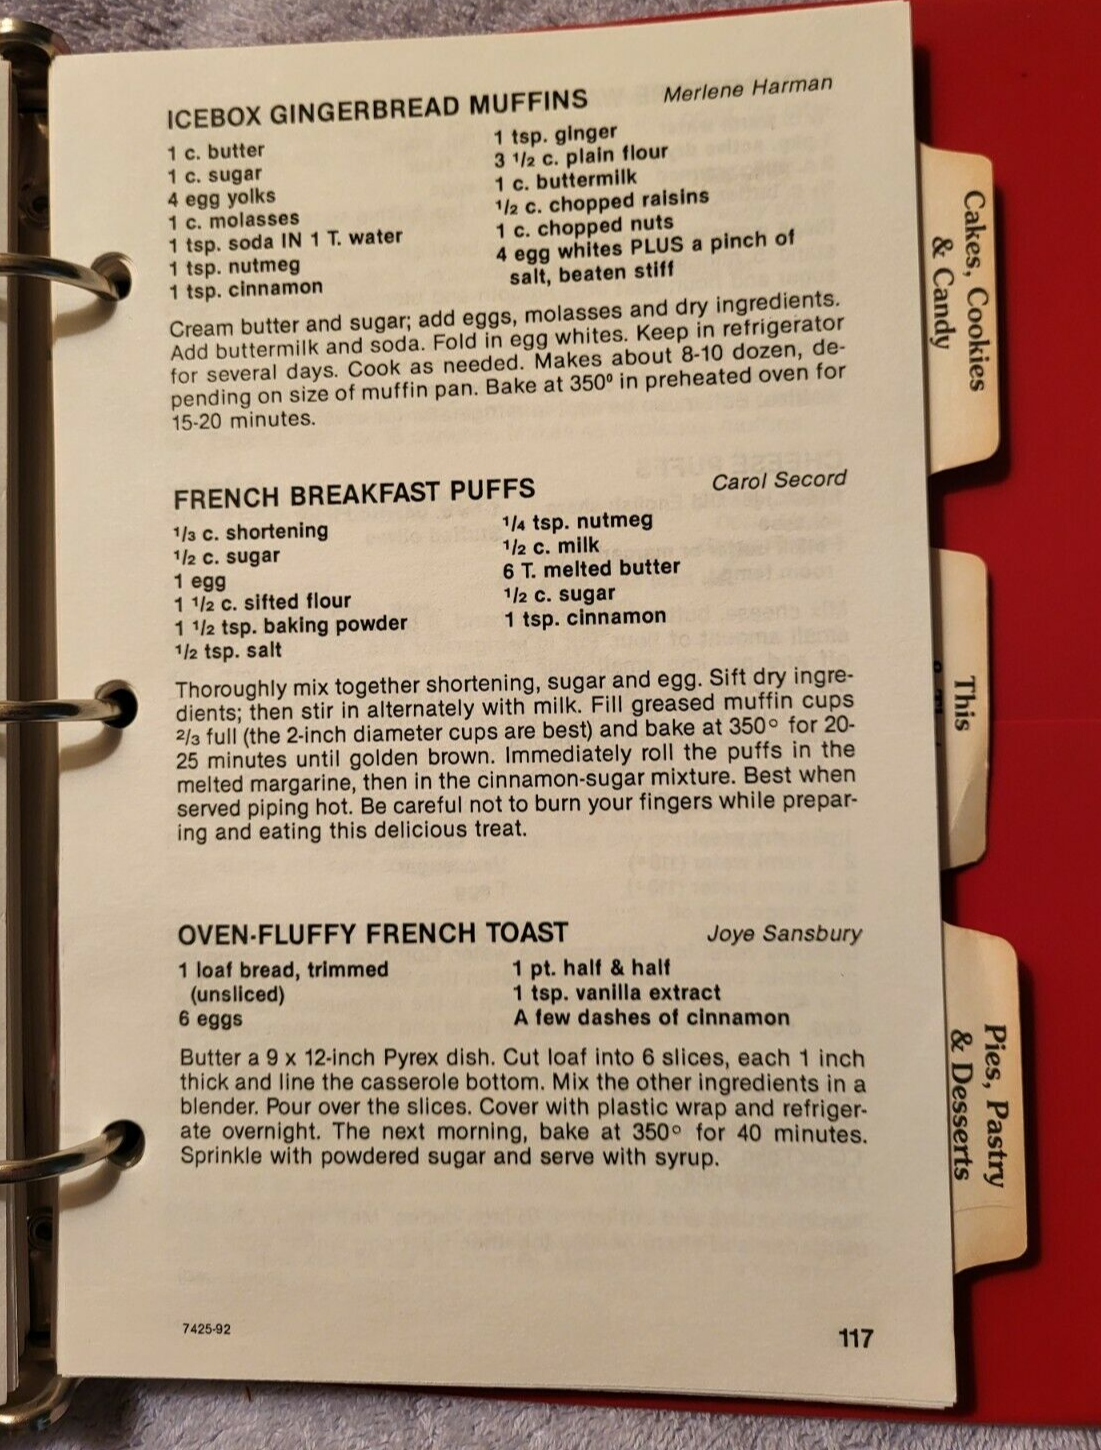 ICEBOX GINGERBREAD MUFFINS Merlene Harman
1 c. butter
1 c. sugar
4 egg yolks
1 c. molasses
1 tsp. soda IN 1 T. water
1 tsp. nutmeg
1 tsp. cinnamon
1 tsp. ginger
3 1/2 c. plain flour
1 c. buttermilk
1/2 c. chopped raisins
1 c. chopped nuts
4 egg whites PLUS a pinch of
salt, beaten stiff
Cream butter and sugar; add eggs, molasses and dry ingredients.
Add buttermilk and soda. Fold in egg whites. Keep in refrigerator
for several days. Cook as needed. Makes about 8-10 dozen, de-
pending on size of muffin pan. Bake at 350° in preheated oven for
15-20 minutes.
FRENCH BREAKFAST PUFFS Carol Secord
1/3 c. shortening
1/2 c. sugar
1 egg
1 1/2 c. sifted flour
1 1/2 tsp. baking powder
1/2 tsp. salt
1/4 tsp. nutmeg
1/2 c. milk
6 T. melted butter
1/2 c. sugar
1 tsp. cinnamon
Thoroughly mix together shortening, sugar and egg. Sift dry ingre-
dients; then stir in alternately with milk. Fill greased muffin cups
2/3 full (the 2-inch diameter cups are best) and bake at 350° for 20-
25 minutes until golden brown. Immediately roll the puffs in the
melted margarine, then in the cinnamon-sugar mixture. Best when
served piping hot. Be careful not to burn your fingers while prepar-
ing and eating this delicious treat.
OVEN-FLUFFY FRENCH TOAST Joye Sansbury
1 loaf bread, trimmed
(unsliced)
6 eggs
1 pt. half & half
1 tsp. vanilla extract
A few dashes of cinnamon
Butter a 9 x 12-inch Pyrex dish. Cut loaf into 6 slices, each 1 inch
thick and line the casserole bottom. Mix the other ingredients in a
blender. Pour over the slices. Cover with plastic wrap and refriger-
ate overnight. The next morning, bake at 350° for 40 minutes.
Sprinkle with powdered sugar and serve with syrup.
7425-92
117
Cakes, Cookies
& Candy
This
Pies, Pastry
& Desserts